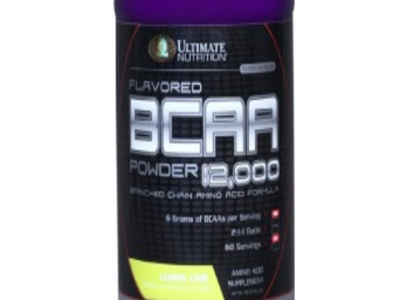 ULTIMATE
NUTRITION
FLAVORED
BCAA
POWDER 12,000
BRANCHED CHAIN AMINO ACID FORMULA
6 Grams of BCAAs per Serving
2:1:1 Ratio
60 Servings
LEMON LIME
AMINO ACID
SUPPLEMENT